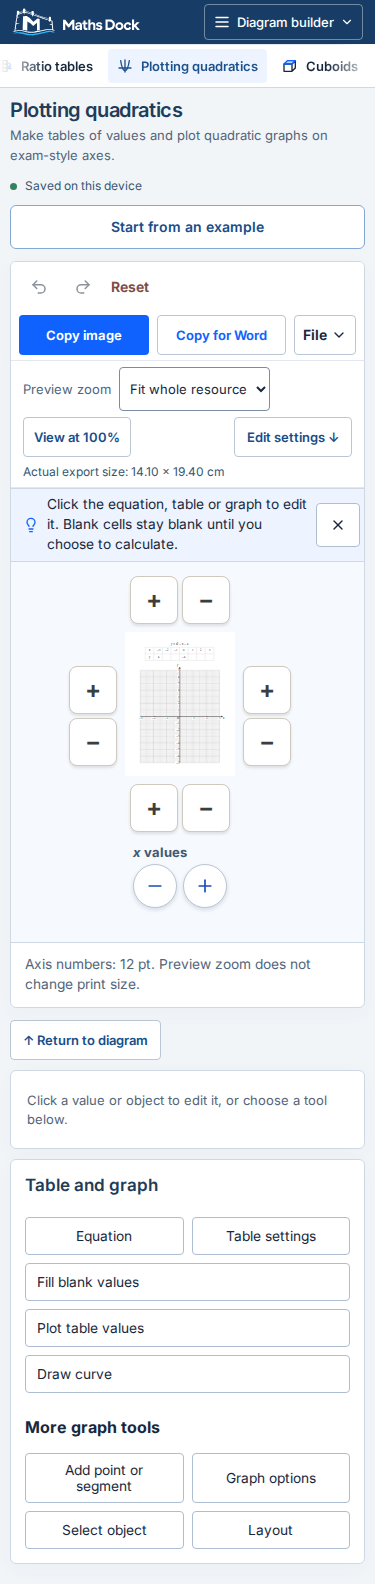 Maths Dock
Diagram builder
Ratio tables
Plotting quadratics
Cuboids
Plotting quadratics
Make tables of values and plot quadratic graphs on
exam-style axes.
Saved on this device
Start from an example
Reset
Copy image
Copy for Word
File
Preview zoom
Fit whole resource
View at 100%
Edit settings ↓
Actual export size: 14.10 × 19.40 cm
Click the equation, table or graph to edit
it. Blank cells stay blank until you
choose to calculate.
+ −
+ +
− −
+ −
x values
− +
Axis numbers: 12 pt. Preview zoom does not
change print size.
↑ Return to diagram
Click a value or object to edit it, or choose a tool
below.
Table and graph
Equation
Table settings
Fill blank values
Plot table values
Draw curve
More graph tools
Add point or
segment
Graph options
Select object
Layout